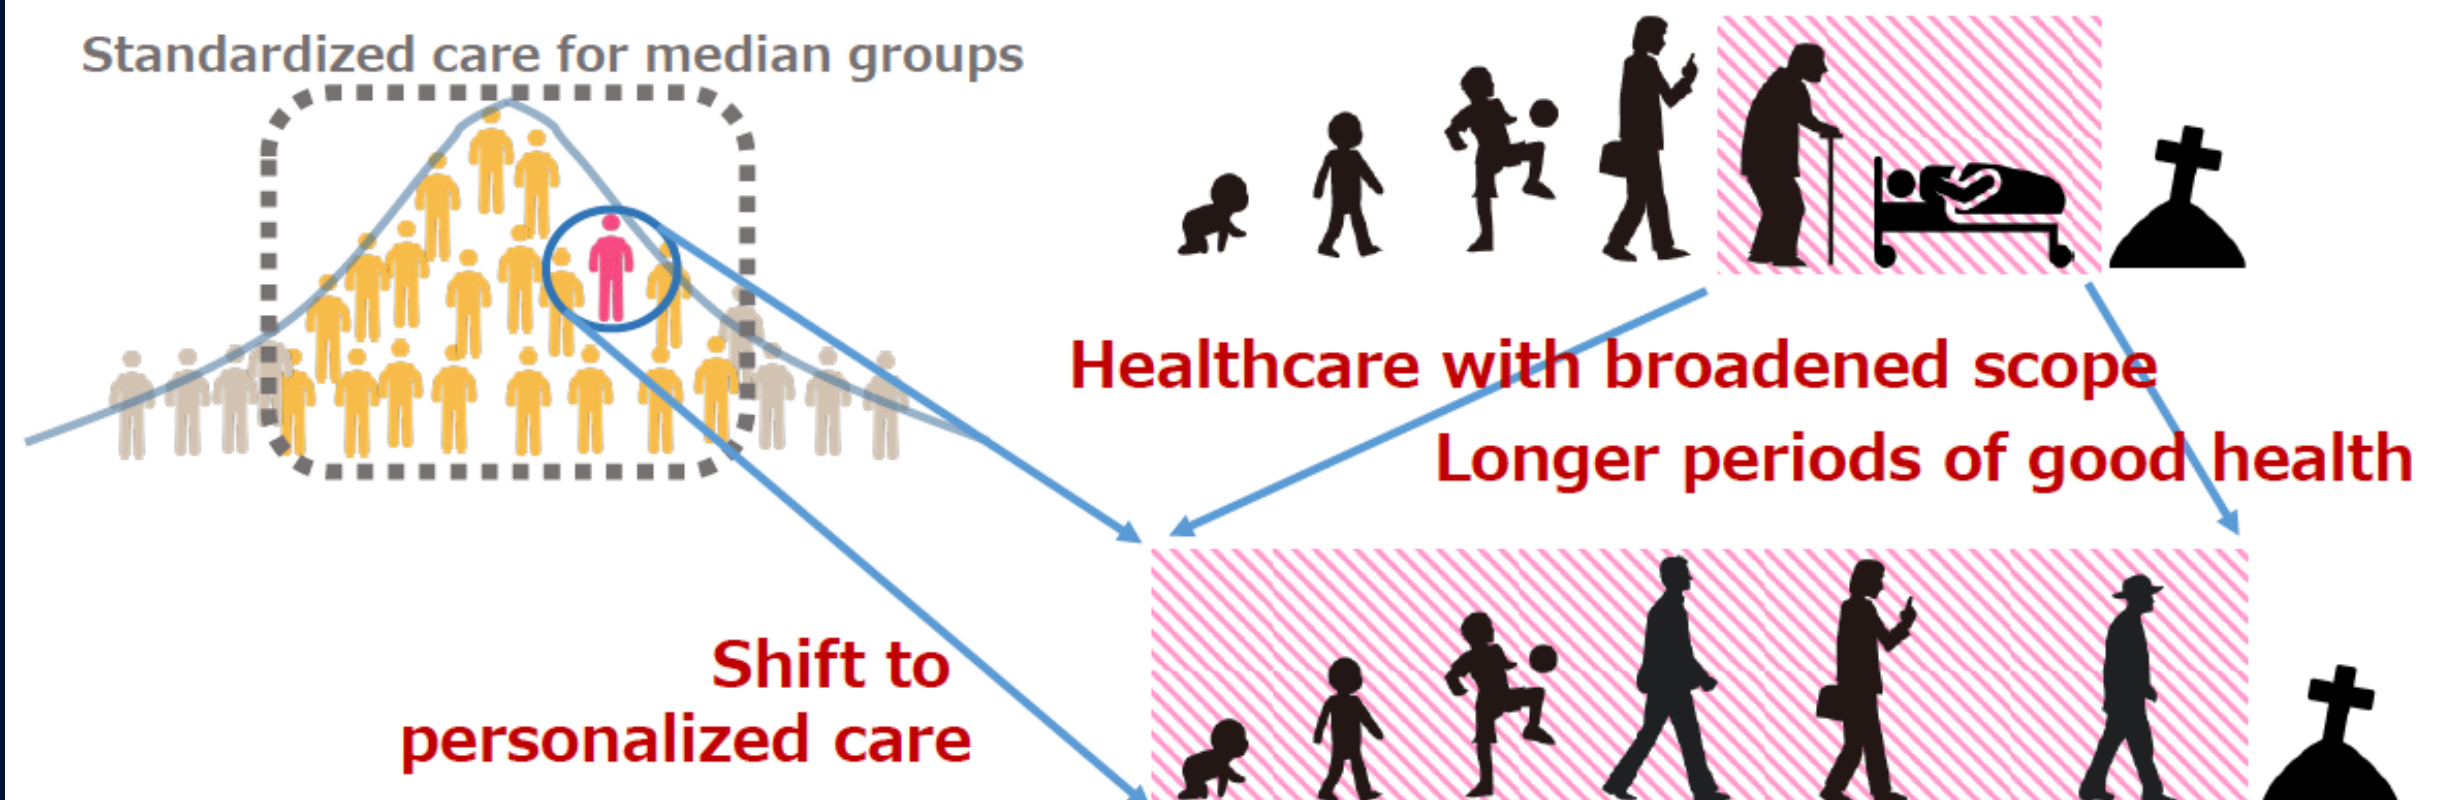 Standardized care for median groups
Healthcare with broadened scope
Longer periods of good health
Shift to
personalized care